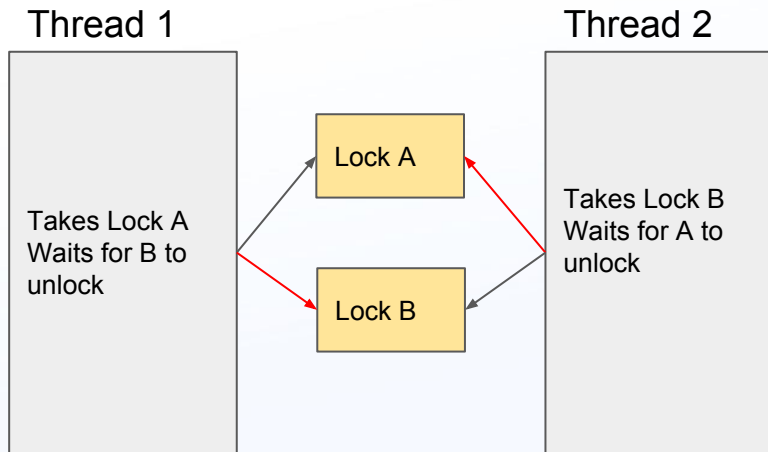 Thread 1
Thread 2
Lock A
Takes Lock A
Waits for B to
unlock
Takes Lock B
Waits for A to
unlock
Lock B